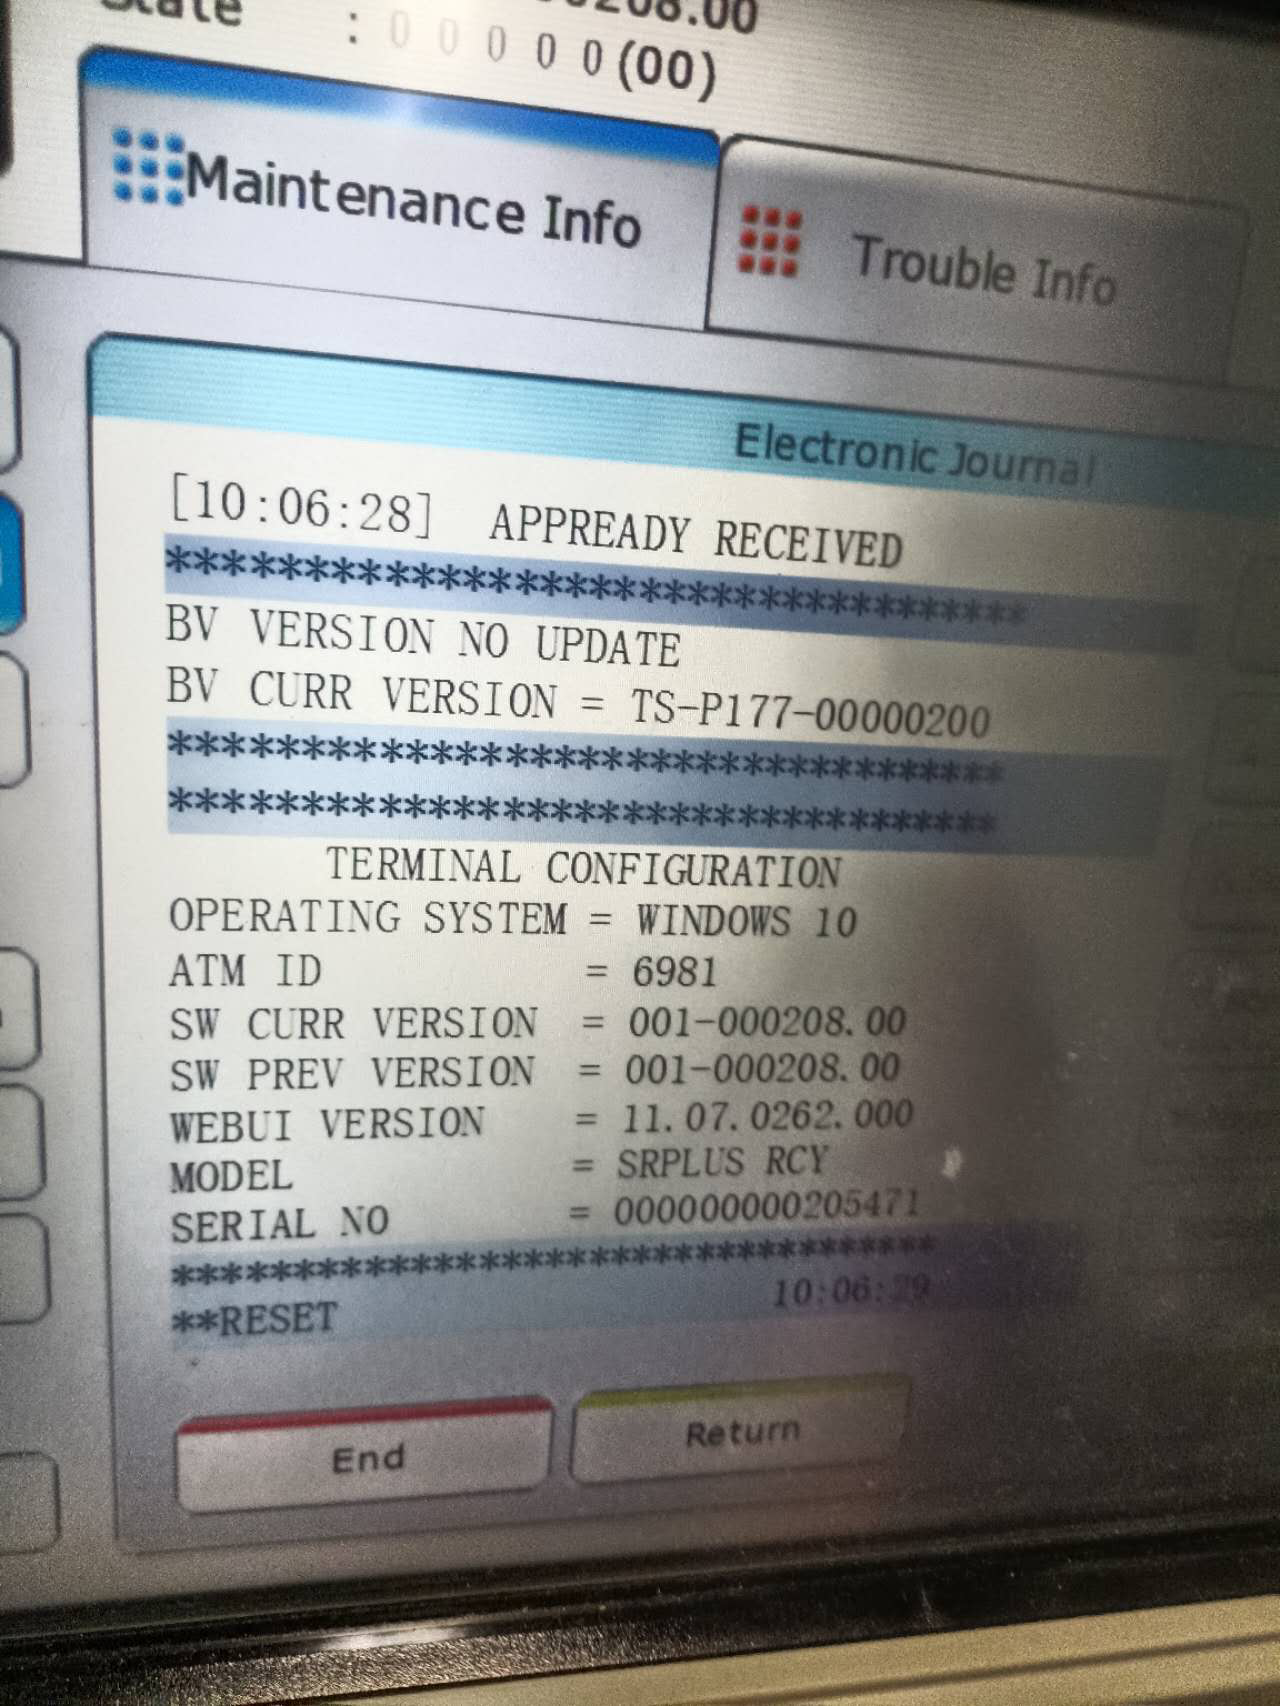 State : 0 0 0 0 0 (00)
Maintenance Info
Trouble Info
Electronic Journal
[10:06:28] APPREADY RECEIVED
***********************************
BV VERSION NO UPDATE
BV CURR VERSION = TS-P177-00000200
***********************************
***********************************
TERMINAL CONFIGURATION
OPERATING SYSTEM = WINDOWS 10
ATM ID = 6981
SW CURR VERSION = 001-000208.00
SW PREV VERSION = 001-000208.00
WEBUI VERSION = 11.07.0262.000
MODEL = SRPLUS RCY
SERIAL NO = 000000000205471
***********************************
**RESET 10:06:29
End
Return